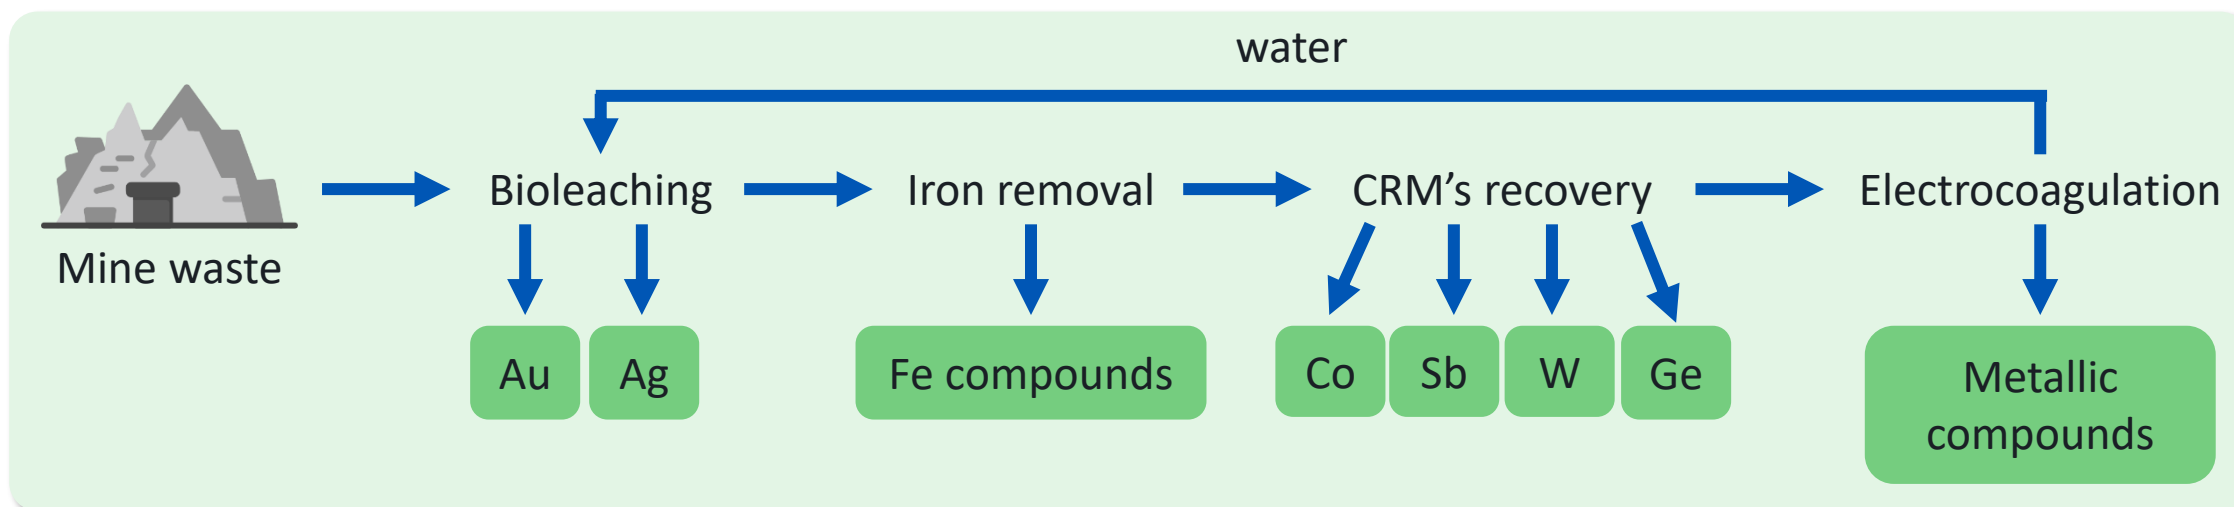 water
Mine waste
Bioleaching
Iron removal
CRM’s recovery
Electrocoagulation
Au
Ag
Fe compounds
Co
Sb
W
Ge
Metallic
compounds